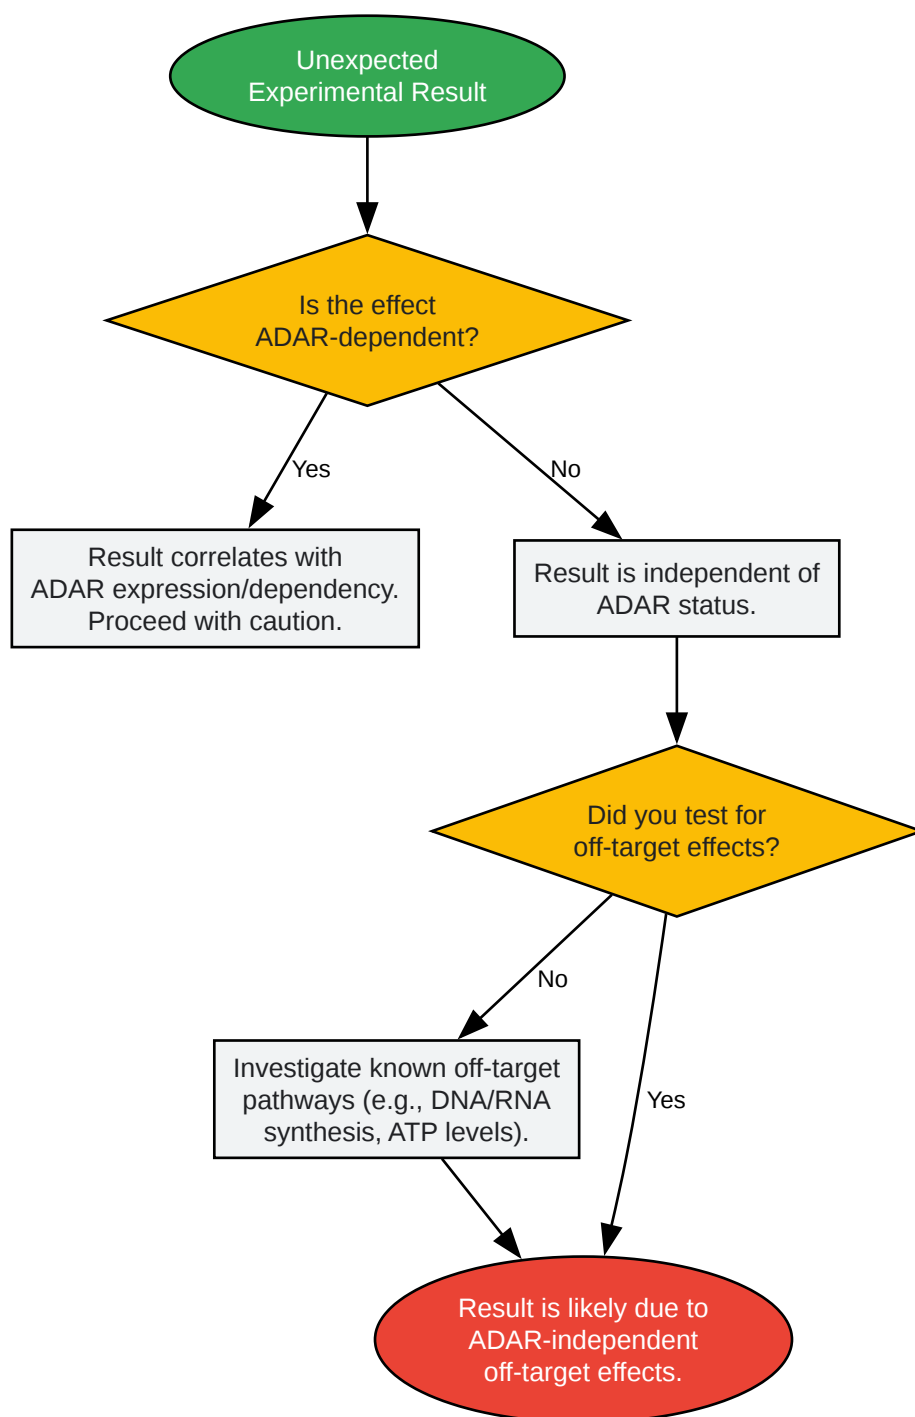 Unexpected
Experimental Result
Is the effect
ADAR-dependent?
Yes
No
Result correlates with
ADAR expression/dependency.
Proceed with caution.
Result is independent of
ADAR status.
Did you test for
off-target effects?
No
Yes
Investigate known off-target
pathways (e.g., DNA/RNA
synthesis, ATP levels).
Result is likely due to
ADAR-independent
off-target effects.